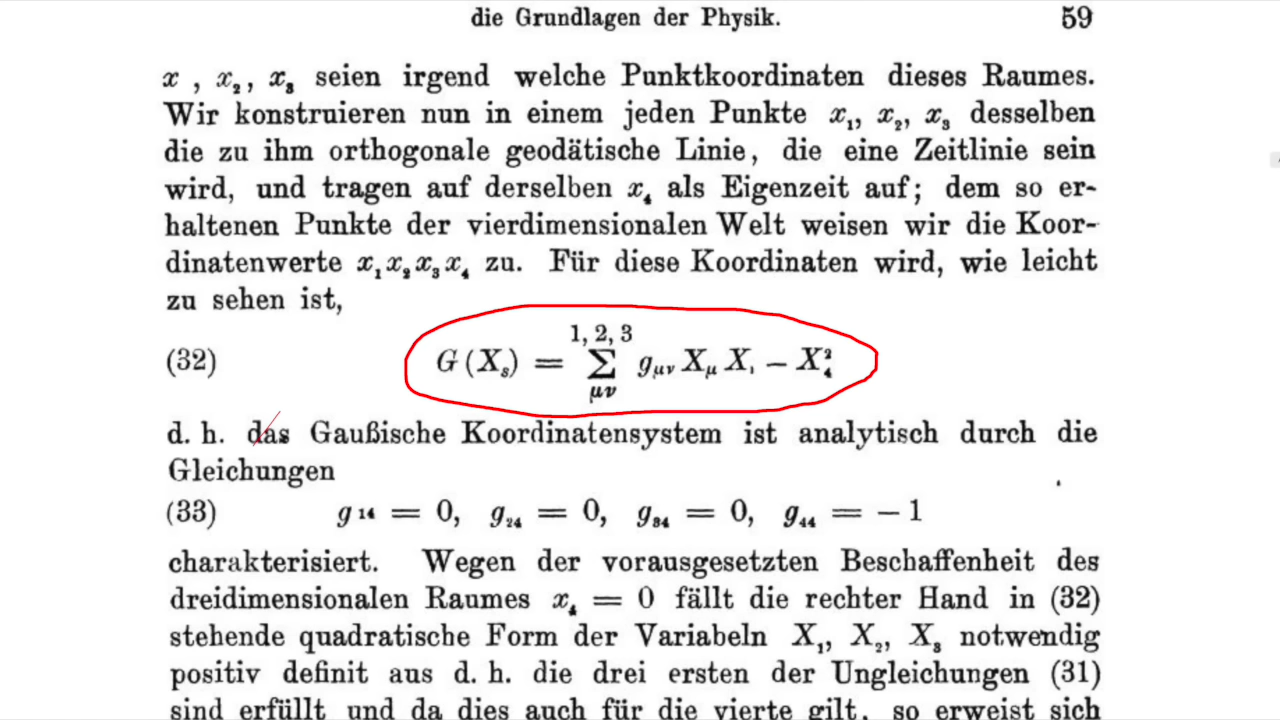 die Grundlagen der Physik. 59
x , x₂, x₃ seien irgend welche Punktkoordinaten dieses Raumes.
Wir konstruieren nun in einem jeden Punkte x₁, x₂, x₃ desselben
die zu ihm orthogonale geodätische Linie, die eine Zeitlinie sein
wird, und tragen auf derselben x₄ als Eigenzeit auf; dem so er-
haltenen Punkte der vierdimensionalen Welt weisen wir die Koor-
dinatenwerte x₁x₂x₃x₄ zu. Für diese Koordinaten wird, wie leicht
zu sehen ist,
1, 2, 3
(32) G (Xₛ) = Σ gμν Xμ X, − X₄²
μν
d. h. das Gaußische Koordinatensystem ist analytisch durch die
Gleichungen
(33) g₁₄ = 0, g₂₄ = 0, g₃₄ = 0, g₄₄ = − 1
charakterisiert. Wegen der vorausgesetzten Beschaffenheit des
dreidimensionalen Raumes x₄ = 0 fällt die rechter Hand in (32)
stehende quadratische Form der Variabeln X₁, X₂, X₃ notwendig
positiv definit aus d. h. die drei ersten der Ungleichungen (31)
sind erfüllt und da dies auch für die vierte gilt, so erweist sich